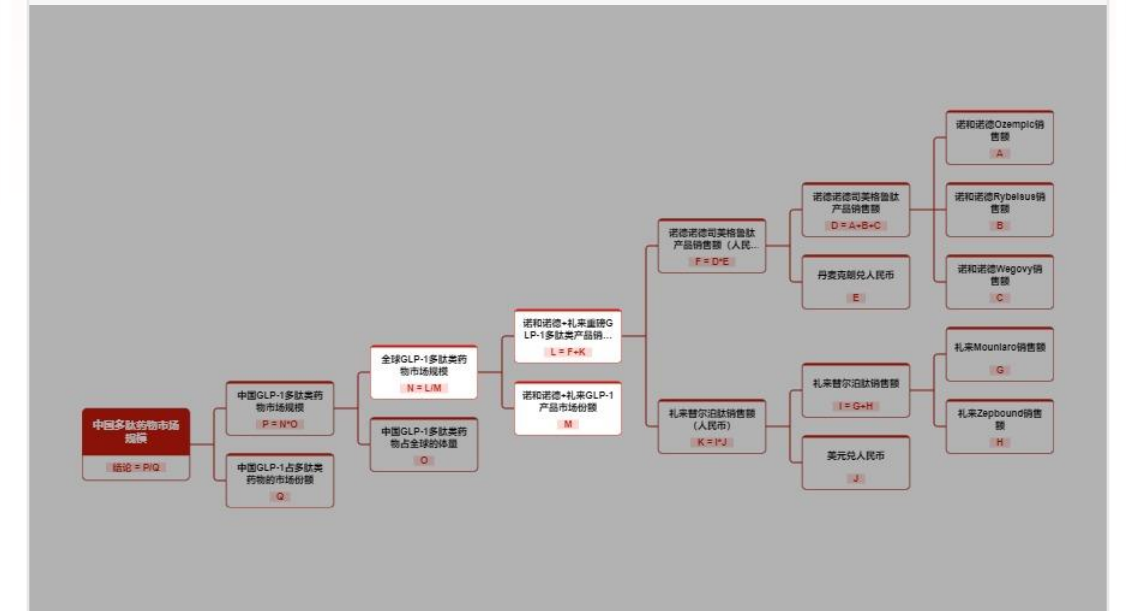 诺和诺德Ozempic销
售额
A
诺德诺德司美格鲁肽
产品销售额
D = A+B+C
诺和诺德Rybelsus销
售额
B
诺德诺德司美格鲁肽
产品销售额（人民...
F = D*E
丹麦克朗兑人民币
E
诺和诺德Wegovy销
售额
C
诺和诺德+礼来重磅G
LP-1多肽类产品销...
L = F+K
礼来Mounlaro销售额
G
全球GLP-1多肽类药
物市场规模
N = L/M
礼来替尔泊肽销售额
I = G+H
中国GLP-1多肽类药
物市场规模
P = N*O
诺和诺德+礼来GLP-1
产品市场份额
M
礼来替尔泊肽销售额
（人民币）
K = I*J
礼来Zepbound销售
额
H
中国多肽药物市场
规模
结论 = P/Q
中国GLP-1多肽类药
物占全球的体量
O
美元兑人民币
J
中国GLP-1占多肽类
药物的市场份额
Q